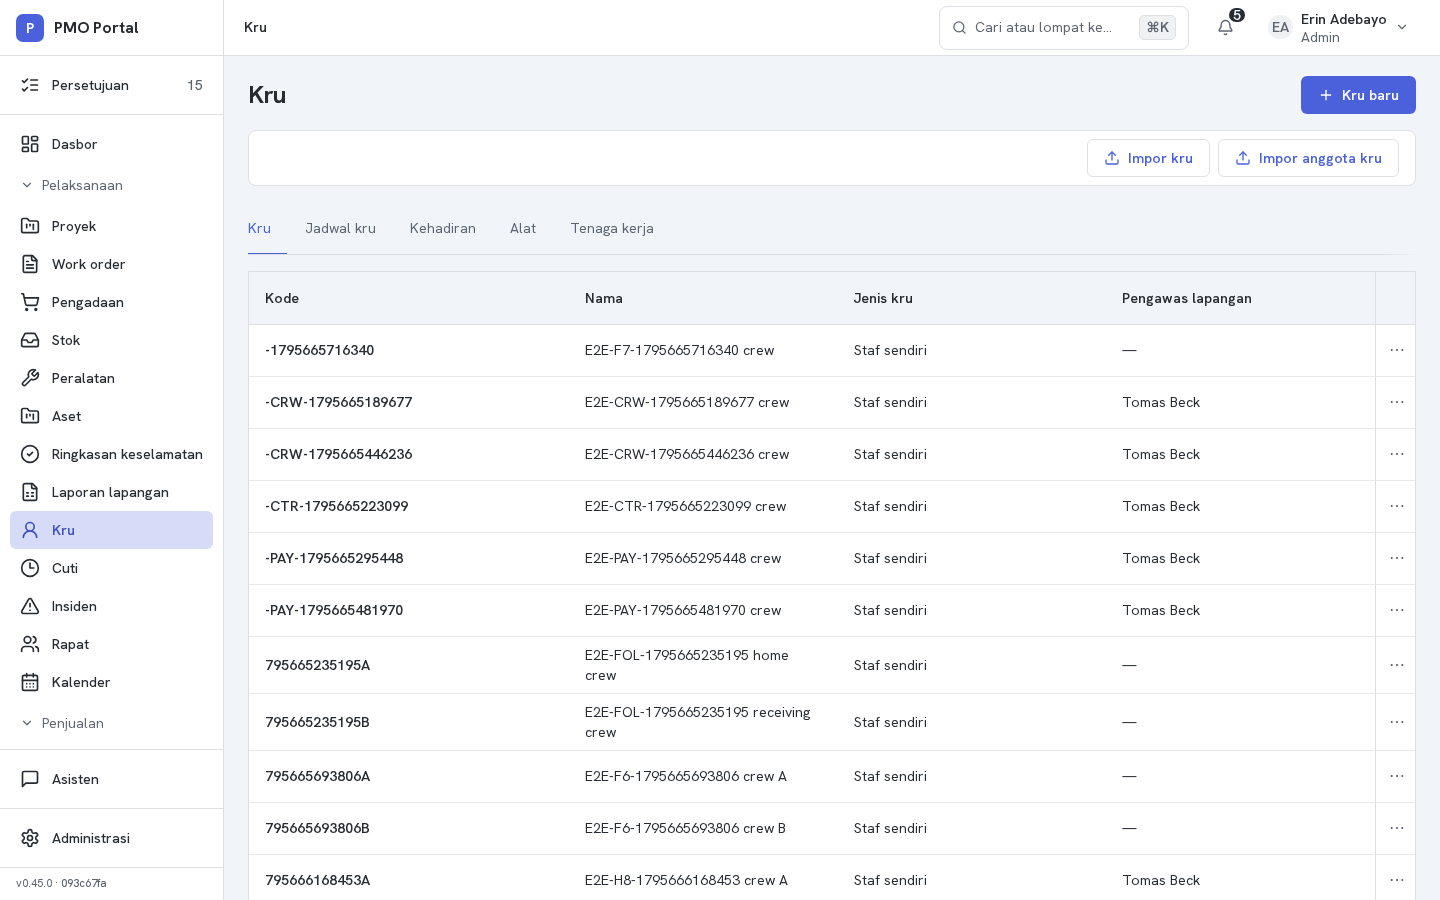 P PMO Portal
Kru
Cari atau lompat ke...
⌘K
5
EA
Erin Adebayo
Admin
Persetujuan 15
Dasbor
Pelaksanaan
Proyek
Work order
Pengadaan
Stok
Peralatan
Aset
Ringkasan keselamatan
Laporan lapangan
Kru
Cuti
Insiden
Rapat
Kalender
Penjualan
Asisten
Administrasi
v0.45.0 · 093c67fa
Kru
Kru baru
Impor kru
Impor anggota kru
Kru Jadwal kru Kehadiran Alat Tenaga kerja
Kode Nama Jenis kru Pengawas lapangan
-1795665716340 E2E-F7-1795665716340 crew Staf sendiri —
-CRW-1795665189677 E2E-CRW-1795665189677 crew Staf sendiri Tomas Beck
-CRW-1795665446236 E2E-CRW-1795665446236 crew Staf sendiri Tomas Beck
-CTR-1795665223099 E2E-CTR-1795665223099 crew Staf sendiri Tomas Beck
-PAY-1795665295448 E2E-PAY-1795665295448 crew Staf sendiri Tomas Beck
-PAY-1795665481970 E2E-PAY-1795665481970 crew Staf sendiri Tomas Beck
795665235195A E2E-FOL-1795665235195 home crew Staf sendiri —
795665235195B E2E-FOL-1795665235195 receiving crew Staf sendiri —
795665693806A E2E-F6-1795665693806 crew A Staf sendiri —
795665693806B E2E-F6-1795665693806 crew B Staf sendiri —
795666168453A E2E-H8-1795666168453 crew A Staf sendiri Tomas Beck